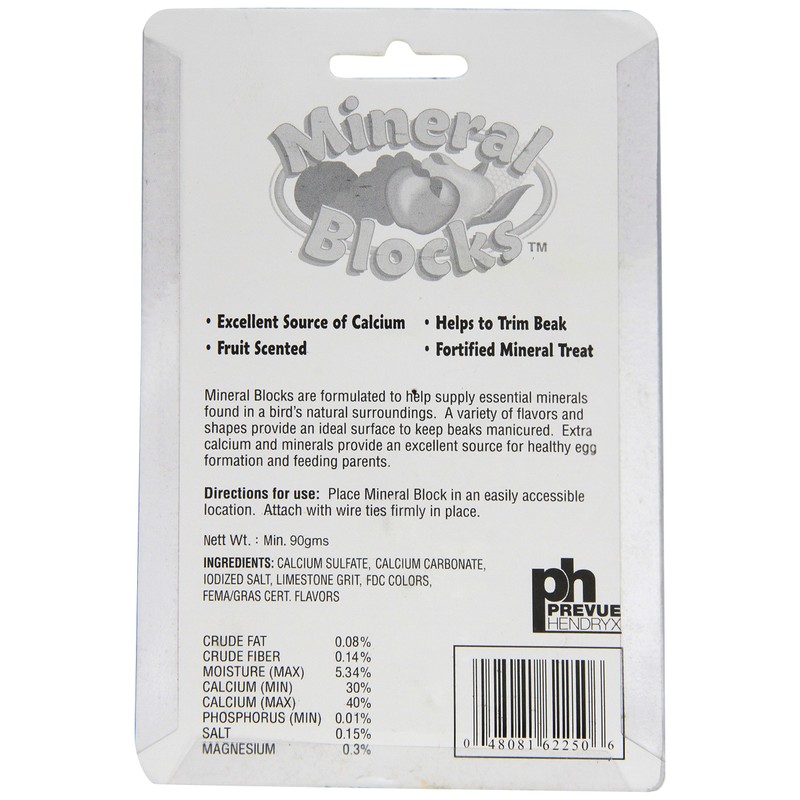 Mineral
Blocks™
• Excellent Source of Calcium • Helps to Trim Beak
• Fruit Scented • Fortified Mineral Treat
Mineral Blocks are formulated to help supply essential minerals
found in a bird's natural surroundings. A variety of flavors and
shapes provide an ideal surface to keep beaks manicured. Extra
calcium and minerals provide an excellent source for healthy egg
formation and feeding parents.
Directions for use: Place Mineral Block in an easily accessible
location. Attach with wire ties firmly in place.
Nett Wt. : Min. 90gms
INGREDIENTS: CALCIUM SULFATE, CALCIUM CARBONATE,
IODIZED SALT, LIMESTONE GRIT, FDC COLORS,
FEMA/GRAS CERT. FLAVORS
ph
PREVUE
HENDRYX
CRUDE FAT 0.08%
CRUDE FIBER 0.14%
MOISTURE (MAX) 5.34%
CALCIUM (MIN) 30%
CALCIUM (MAX) 40%
PHOSPHORUS (MIN) 0.01%
SALT 0.15%
MAGNESIUM 0.3%
0 48081 62250 6